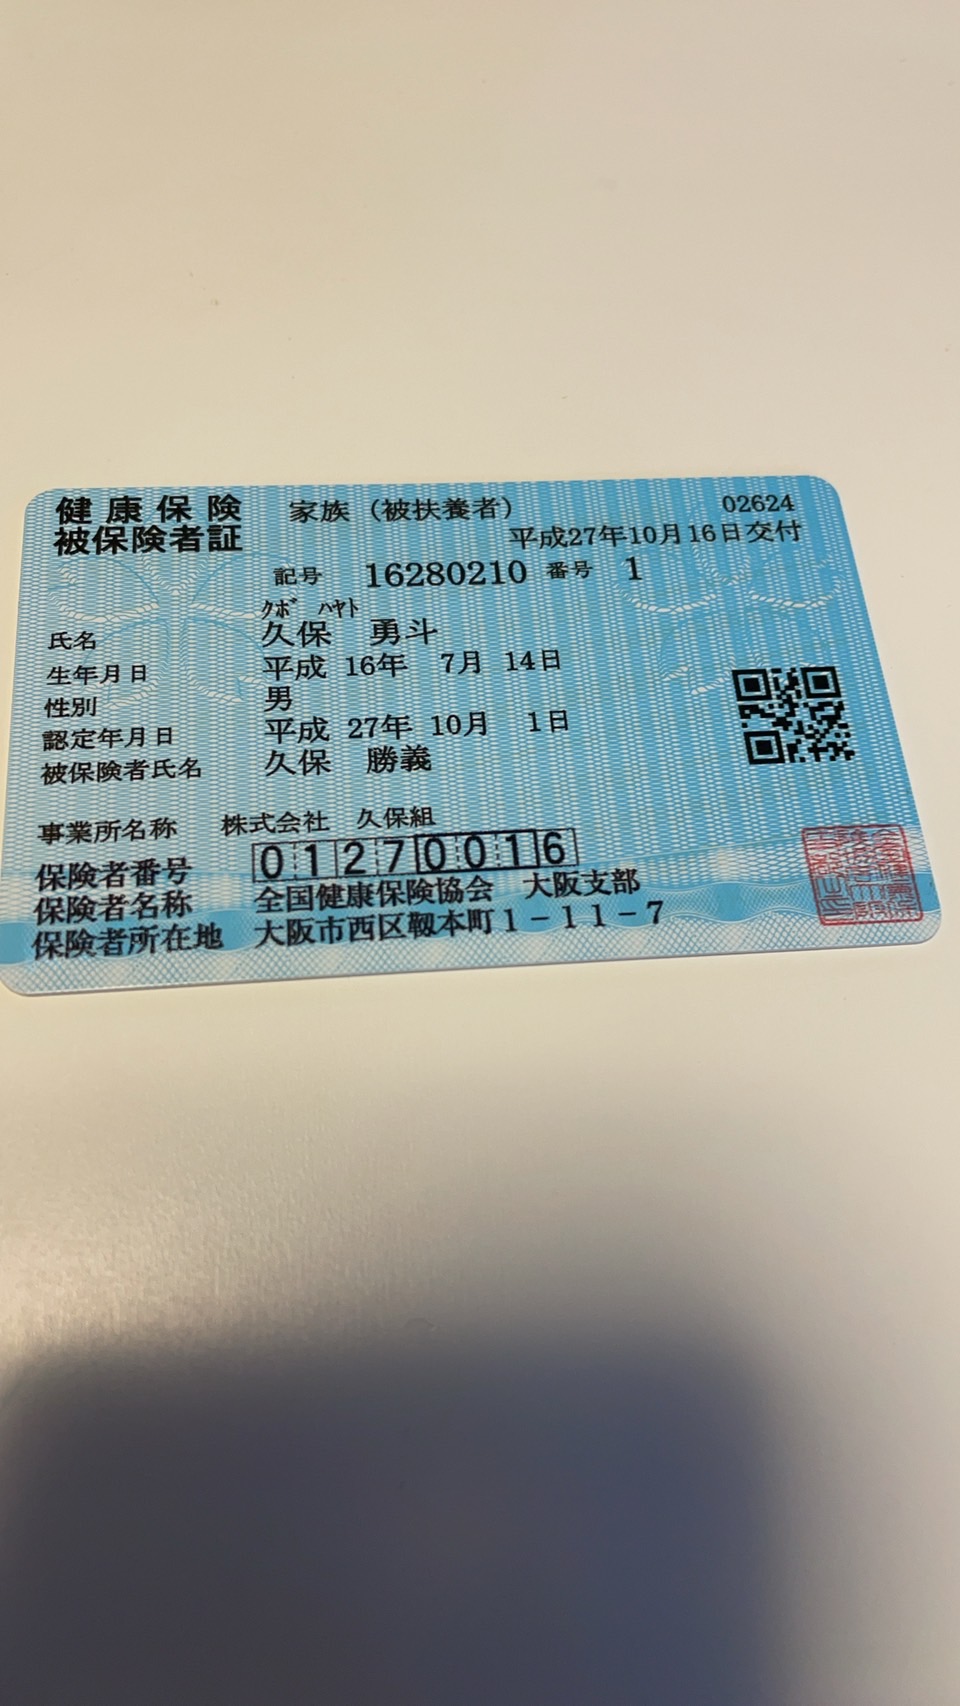 健康保険 家族（被扶養者） 02624
被保険者証 平成27年10月16日交付
記号 16280210 番号 1
ｸﾎﾞ ﾊﾔﾄ
氏名 久保 勇斗
生年月日 平成 16年 7月 14日
性別 男
認定年月日 平成 27年 10月 1日
被保険者氏名 久保 勝義
事業所名称 株式会社 久保組
保険者番号 01270016
保険者名称 全国健康保険協会 大阪支部
保険者所在地 大阪市西区靱本町1－11－7